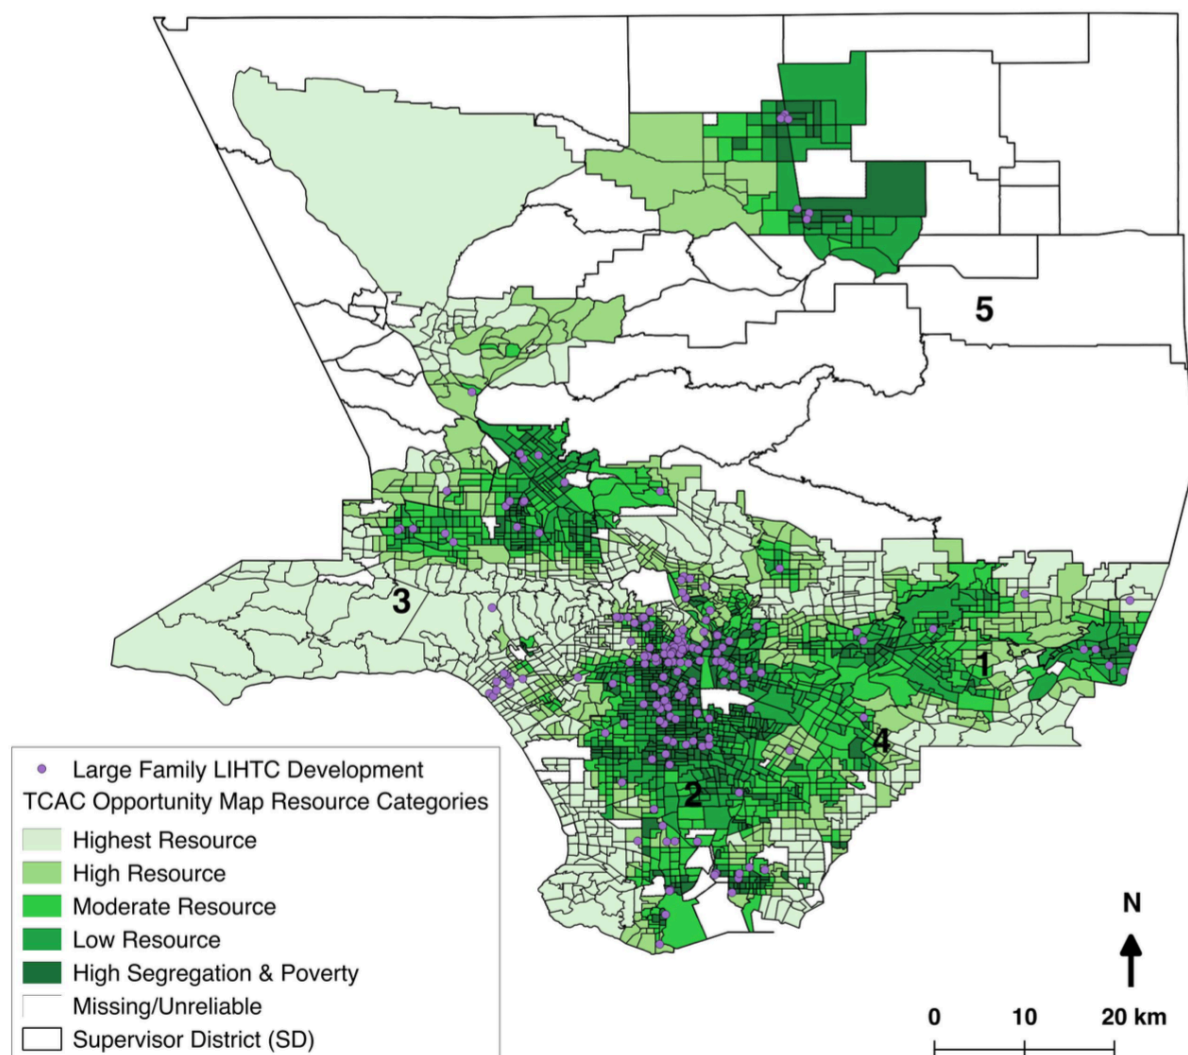 5
3
1
4
2
Large Family LIHTC Development
TCAC Opportunity Map Resource Categories
Highest Resource
High Resource
Moderate Resource
Low Resource
High Segregation & Poverty
Missing/Unreliable
Supervisor District (SD)
N
0 10 20 km